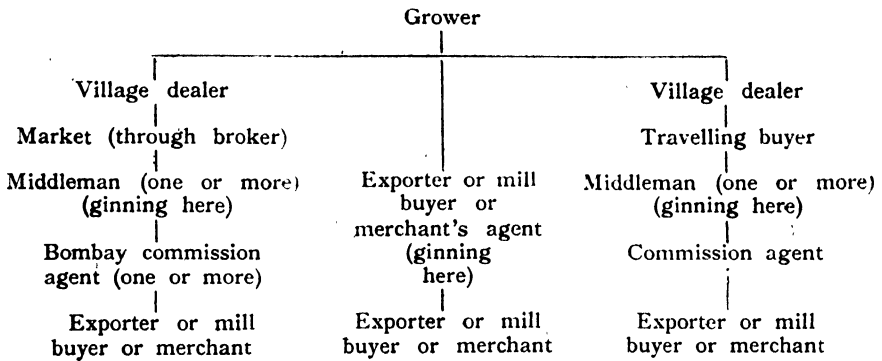 Grower
Village dealer
Market (through broker)
Middleman (one or more)
(ginning here)
Bombay commission
agent (one or more)
Exporter or mill
buyer or merchant
Exporter or mill
buyer or
merchant's agent
(ginning
here)
Exporter or mill
buyer or merchant
Village dealer
Travelling buyer
Middleman (one or more)
(ginning here)
Commission agent
Exporter or mill
buyer or merchant